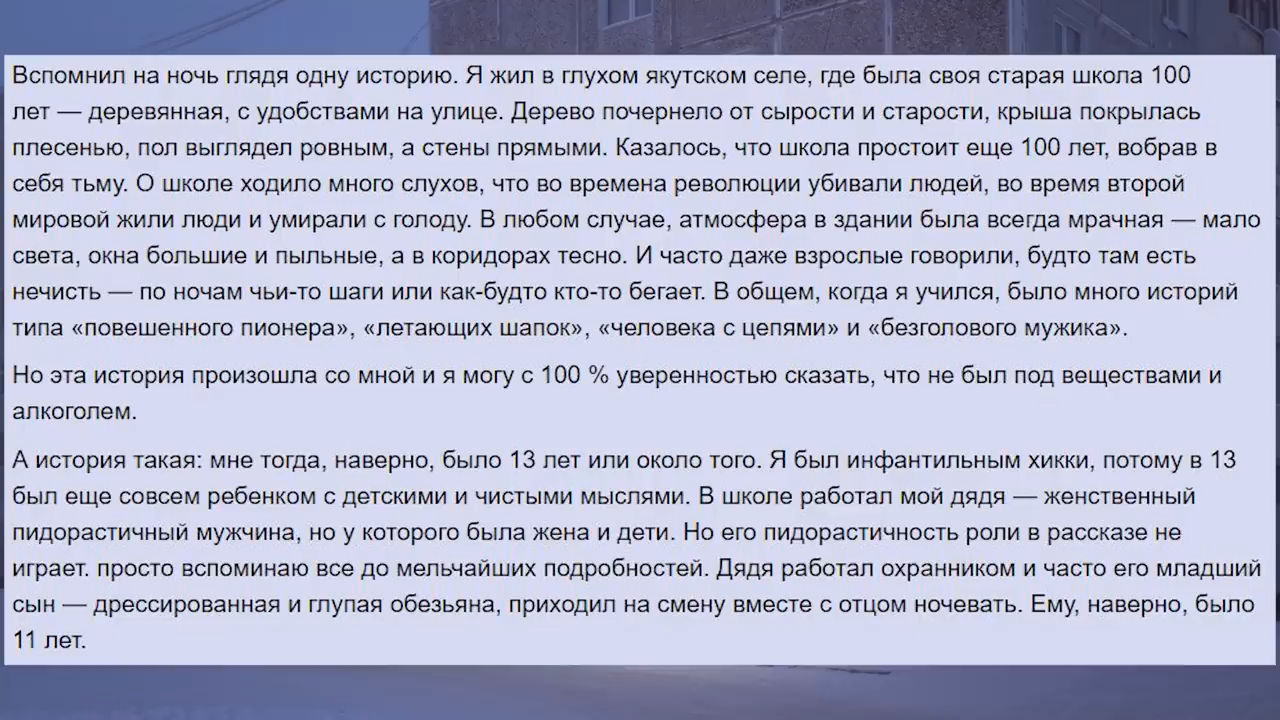 Вспомнил на ночь глядя одну историю. Я жил в глухом якутском селе, где была своя старая школа 100
лет — деревянная, с удобствами на улице. Дерево почернело от сырости и старости, крыша покрылась
плесенью, пол выглядел ровным, а стены прямыми. Казалось, что школа простоит еще 100 лет, вобрав в
себя тьму. О школе ходило много слухов, что во времена революции убивали людей, во время второй
мировой жили люди и умирали с голоду. В любом случае, атмосфера в здании была всегда мрачная — мало
света, окна большие и пыльные, а в коридорах тесно. И часто даже взрослые говорили, будто там есть
нечисть — по ночам чьи-то шаги или как-будто кто-то бегает. В общем, когда я учился, было много историй
типа «повешенного пионера», «летающих шапок», «человека с цепями» и «безголового мужика».
Но эта история произошла со мной и я могу с 100 % уверенностью сказать, что не был под веществами и
алкоголем.
А история такая: мне тогда, наверно, было 13 лет или около того. Я был инфантильным хикки, потому в 13
был еще совсем ребенком с детскими и чистыми мыслями. В школе работал мой дядя — женственный
пидорастичный мужчина, но у которого была жена и дети. Но его пидорастичность роли в рассказе не
играет. просто вспоминаю все до мельчайших подробностей. Дядя работал охранником и часто его младший
сын — дрессированная и глупая обезьяна, приходил на смену вместе с отцом ночевать. Ему, наверно, было
11 лет.